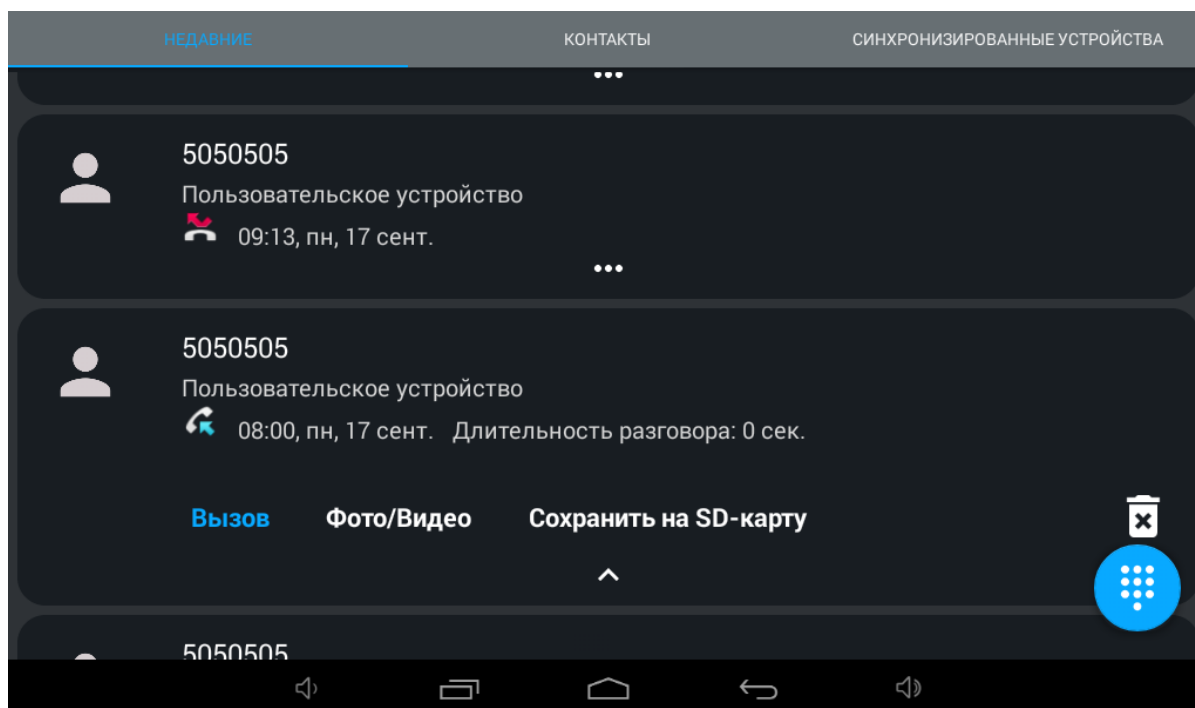 НЕДАВНИЕ КОНТАКТЫ СИНХРОНИЗИРОВАННЫЕ УСТРОЙСТВА
5050505
Пользовательское устройство
09:13, пн, 17 сент.
5050505
Пользовательское устройство
08:00, пн, 17 сент. Длительность разговора: 0 сек.
Вызов Фото/Видео Сохранить на SD-карту
5050505